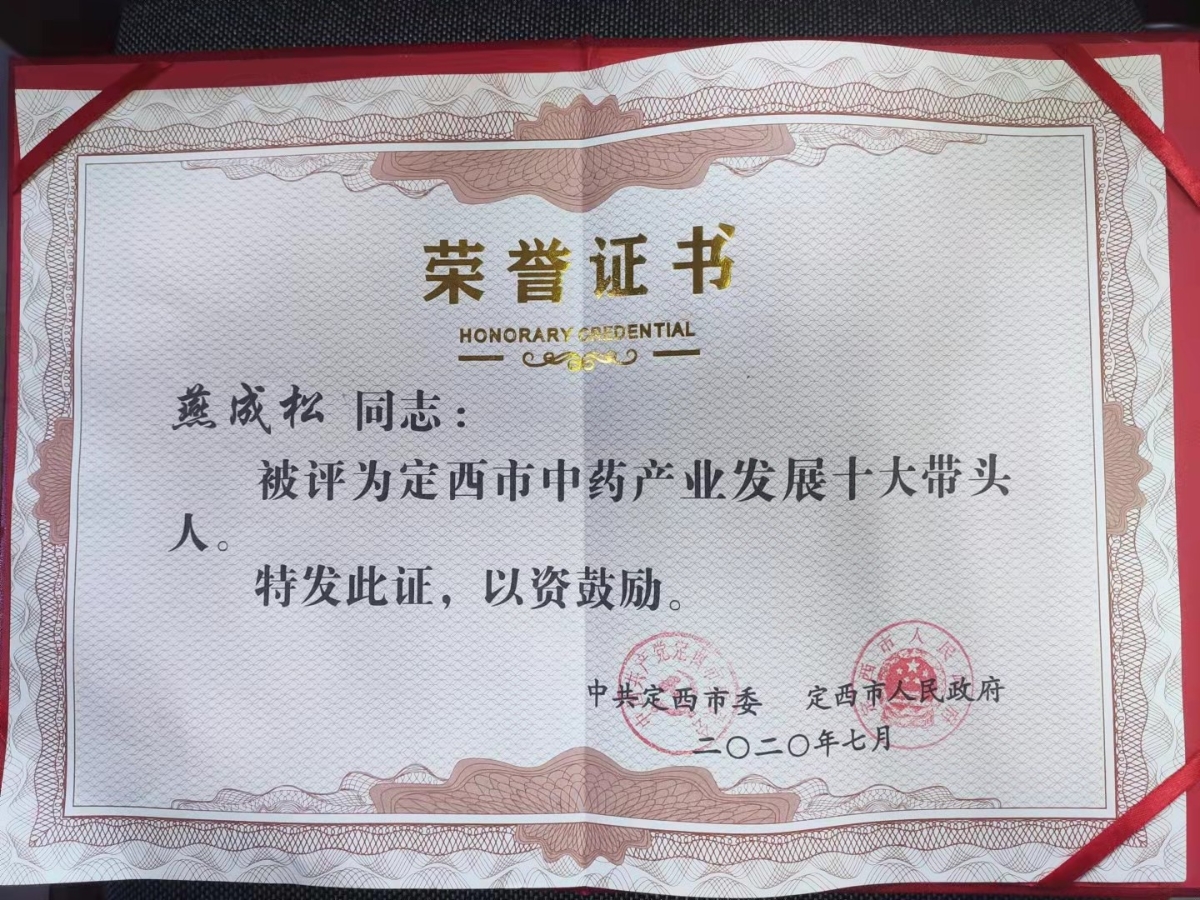 荣誉证书
HONORARY CREDENTIAL
燕成松 同志：
被评为定西市中药产业发展十大带头
人。
特发此证，以资鼓励。
中共定西市委 定西市人民政府
二〇二〇年七月